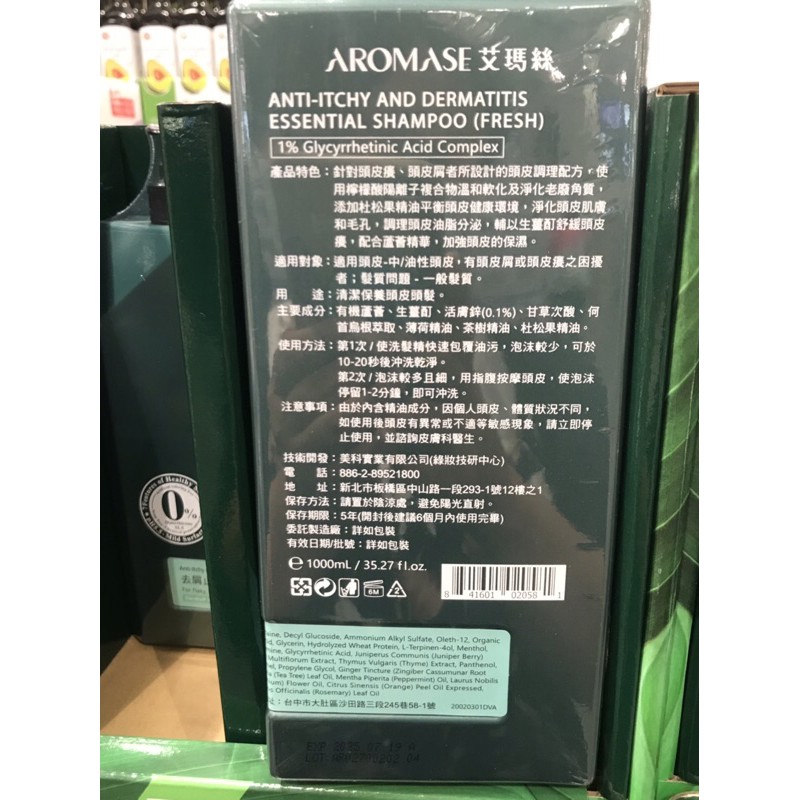 AROMASE 艾瑪絲
ANTI-ITCHY AND DERMATITIS
ESSENTIAL SHAMPOO (FRESH)
1% Glycyrrhetinic Acid Complex
產品特色：針對頭皮癢、頭皮屑者所設計的頭皮調理配方，使
用檸檬酸陽離子複合物溫和軟化及淨化老廢角質，
添加杜松果精油平衡頭皮健康環境，淨化頭皮肌膚
和毛孔，調理頭皮油脂分泌，輔以生薑酊舒緩頭皮
癢，配合蘆薈精華，加強頭皮的保濕。
適用對象：適用頭皮-中/油性頭皮，有頭皮屑或頭皮癢之困擾
者；髮質問題 - 一般髮質。
用 途：清潔保養頭皮頭髮。
主要成分：有機蘆薈、生薑酊、活膚鋅(0.1%)、甘草次酸、何
首烏根萃取、薄荷精油、茶樹精油、杜松果精油。
使用方法：第1次 / 使洗髮精快速包覆油污，泡沫較少，可於
10-20秒後沖洗乾淨。
第2次 / 泡沫較多且細，用指腹按摩頭皮，使泡沫
停留1-2分鐘，即可沖洗。
注意事項：由於內含精油成分，因個人頭皮、體質狀況不同，
如使用後頭皮有異常或不適等敏感現象，請立即停
止使用，並諮詢皮膚科醫生。
技術開發：美科實業有限公司(綠妝技研中心)
電 話：886-2-89521800
地 址：新北市板橋區中山路一段293-1號12樓之1
保存方法：請置於陰涼處，避免陽光直射。
保存期限：5年(開封後建議6個月內使用完畢)
委託製造廠：詳如包裝
有效日期/批號：詳如包裝
e 1000mL / 35.27 fl.oz.
6M
2
8 41601 02058 1
ine, Decyl Glucoside, Ammonium Alkyl Sulfate, Oleth-12, Organic
d, Glycerin, Hydrolyzed Wheat Protein, L-Terpinen-4ol, Menthol,
hine, Glycyrrhetinic Acid, Juniperus Communis (Juniper Berry)
Multiflorum Extract, Thymus Vulgaris (Thyme) Extract, Panthenol,
el, Propylene Glycol, Ginger Tincture (Zingiber Cassumunar Root
a (Tea Tree) Leaf Oil, Mentha Piperita (Peppermint) Oil, Laurus Nobilis
um) Flower Oil, Citrus Sinensis (Orange) Peel Oil Expressed,
s Officinalis (Rosemary) Leaf Oil
址：台中市大肚區沙田路三段245巷58-1號 20020301DVA
0%
去屑